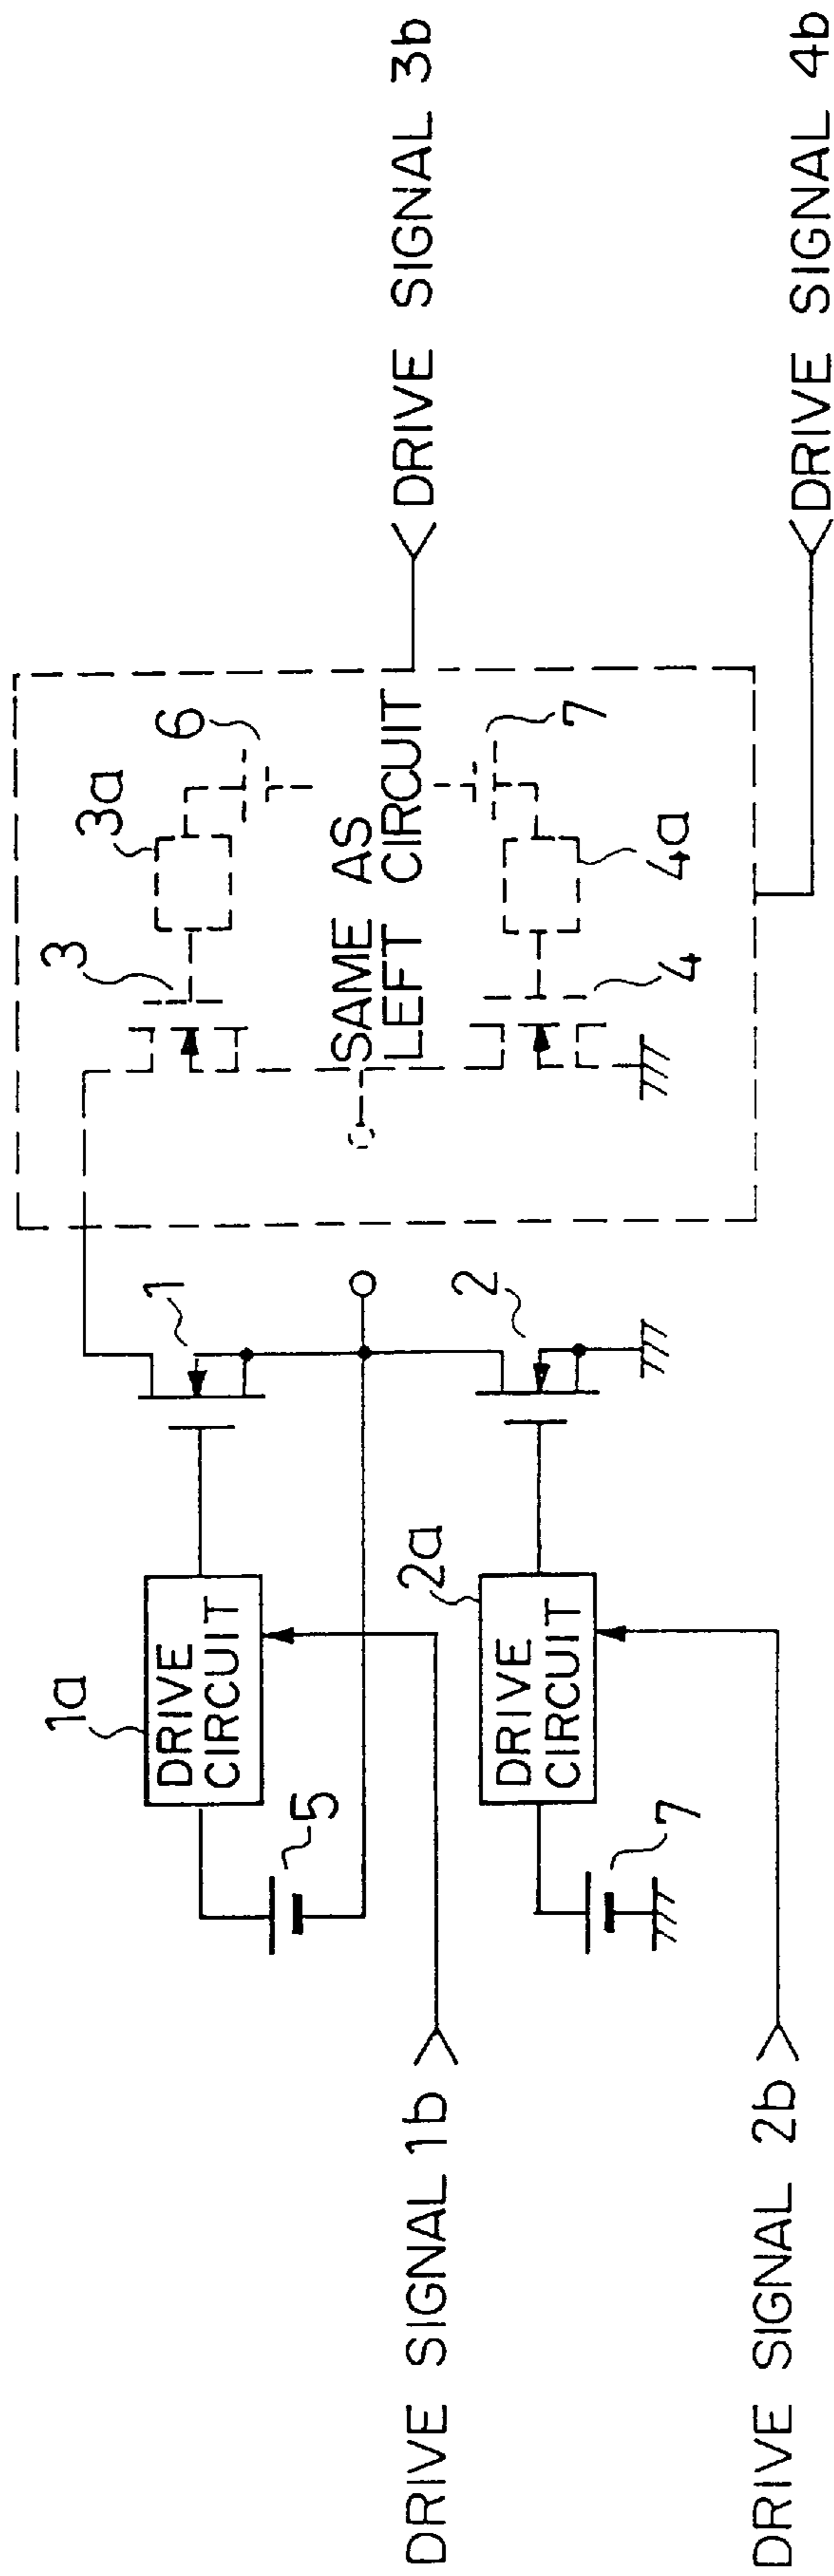 1a
DRIVE
CIRCUIT
5
1
3
3a
6
SAME AS
LEFT CIRCUIT
DRIVE SIGNAL 1b
DRIVE SIGNAL 3b
2a
DRIVE
CIRCUIT
7
2
4
4a
7
DRIVE SIGNAL 2b
DRIVE SIGNAL 4b